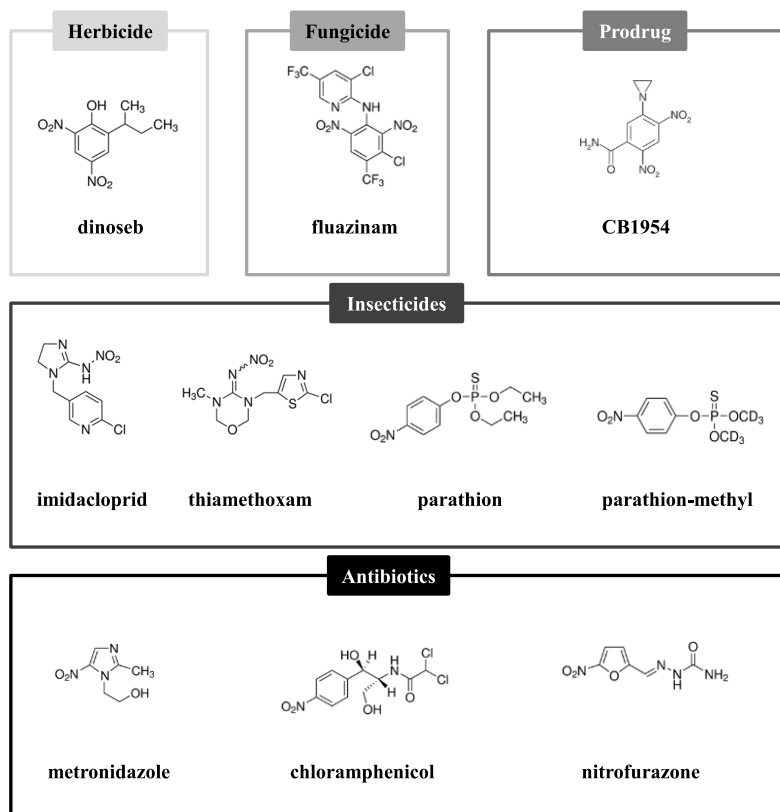 Herbicide
Fungicide
Prodrug
OH
CH3
CH3
O2N
NO2
dinoseb
F3C
Cl
N
NH
O2N
NO2
Cl
CF3
fluazinam
N
NO2
H2N
O
NO2
CB1954
Insecticides
N
NO2
N
N
H
N
Cl
imidacloprid
NO2
N
H3C
N
N
O
N
S
Cl
thiamethoxam
S
O
P
O
CH3
O
CH3
O2N
parathion
S
O2N
O
P
OCD3
OCD3
parathion-methyl
Antibiotics
N
O2N
N
CH3
OH
metronidazole
HO
H
H
N
Cl
Cl
O
H
O2N
OH
chloramphenicol
O2N
O
N
NH
O
NH2
nitrofurazone